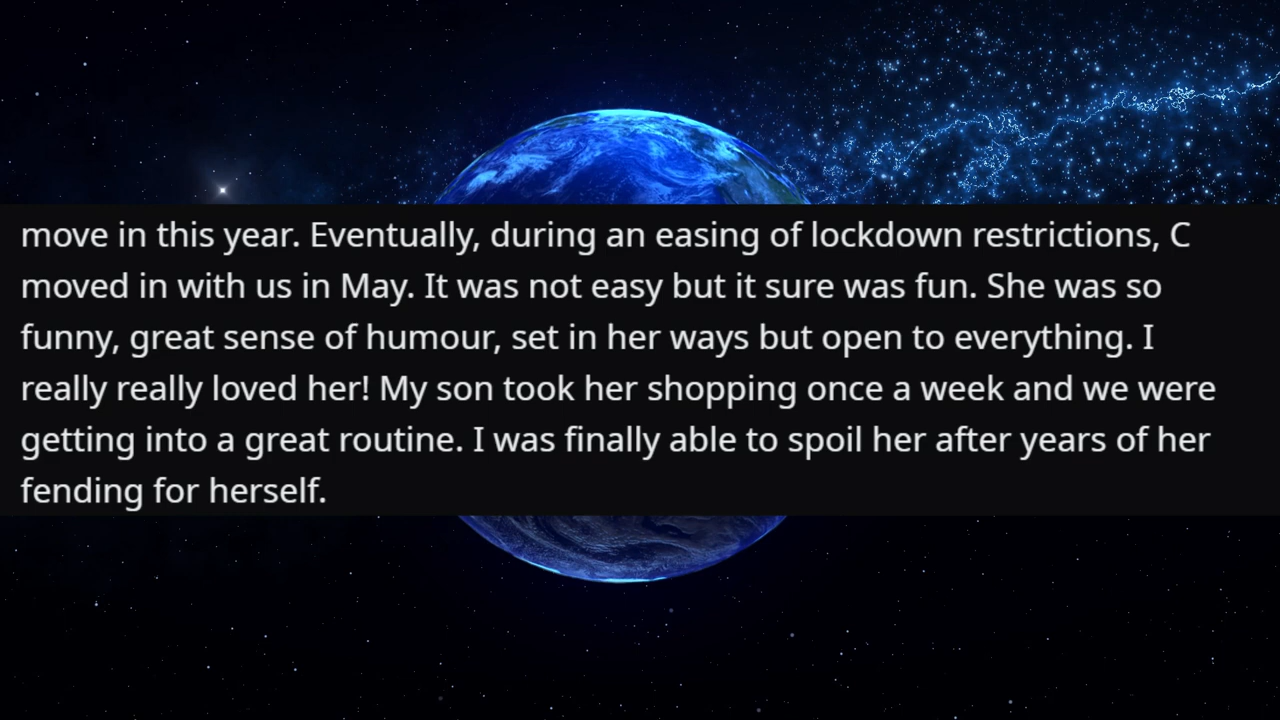 move in this year. Eventually, during an easing of lockdown restrictions, C
moved in with us in May. It was not easy but it sure was fun. She was so
funny, great sense of humour, set in her ways but open to everything. I
really really loved her! My son took her shopping once a week and we were
getting into a great routine. I was finally able to spoil her after years of her
fending for herself.